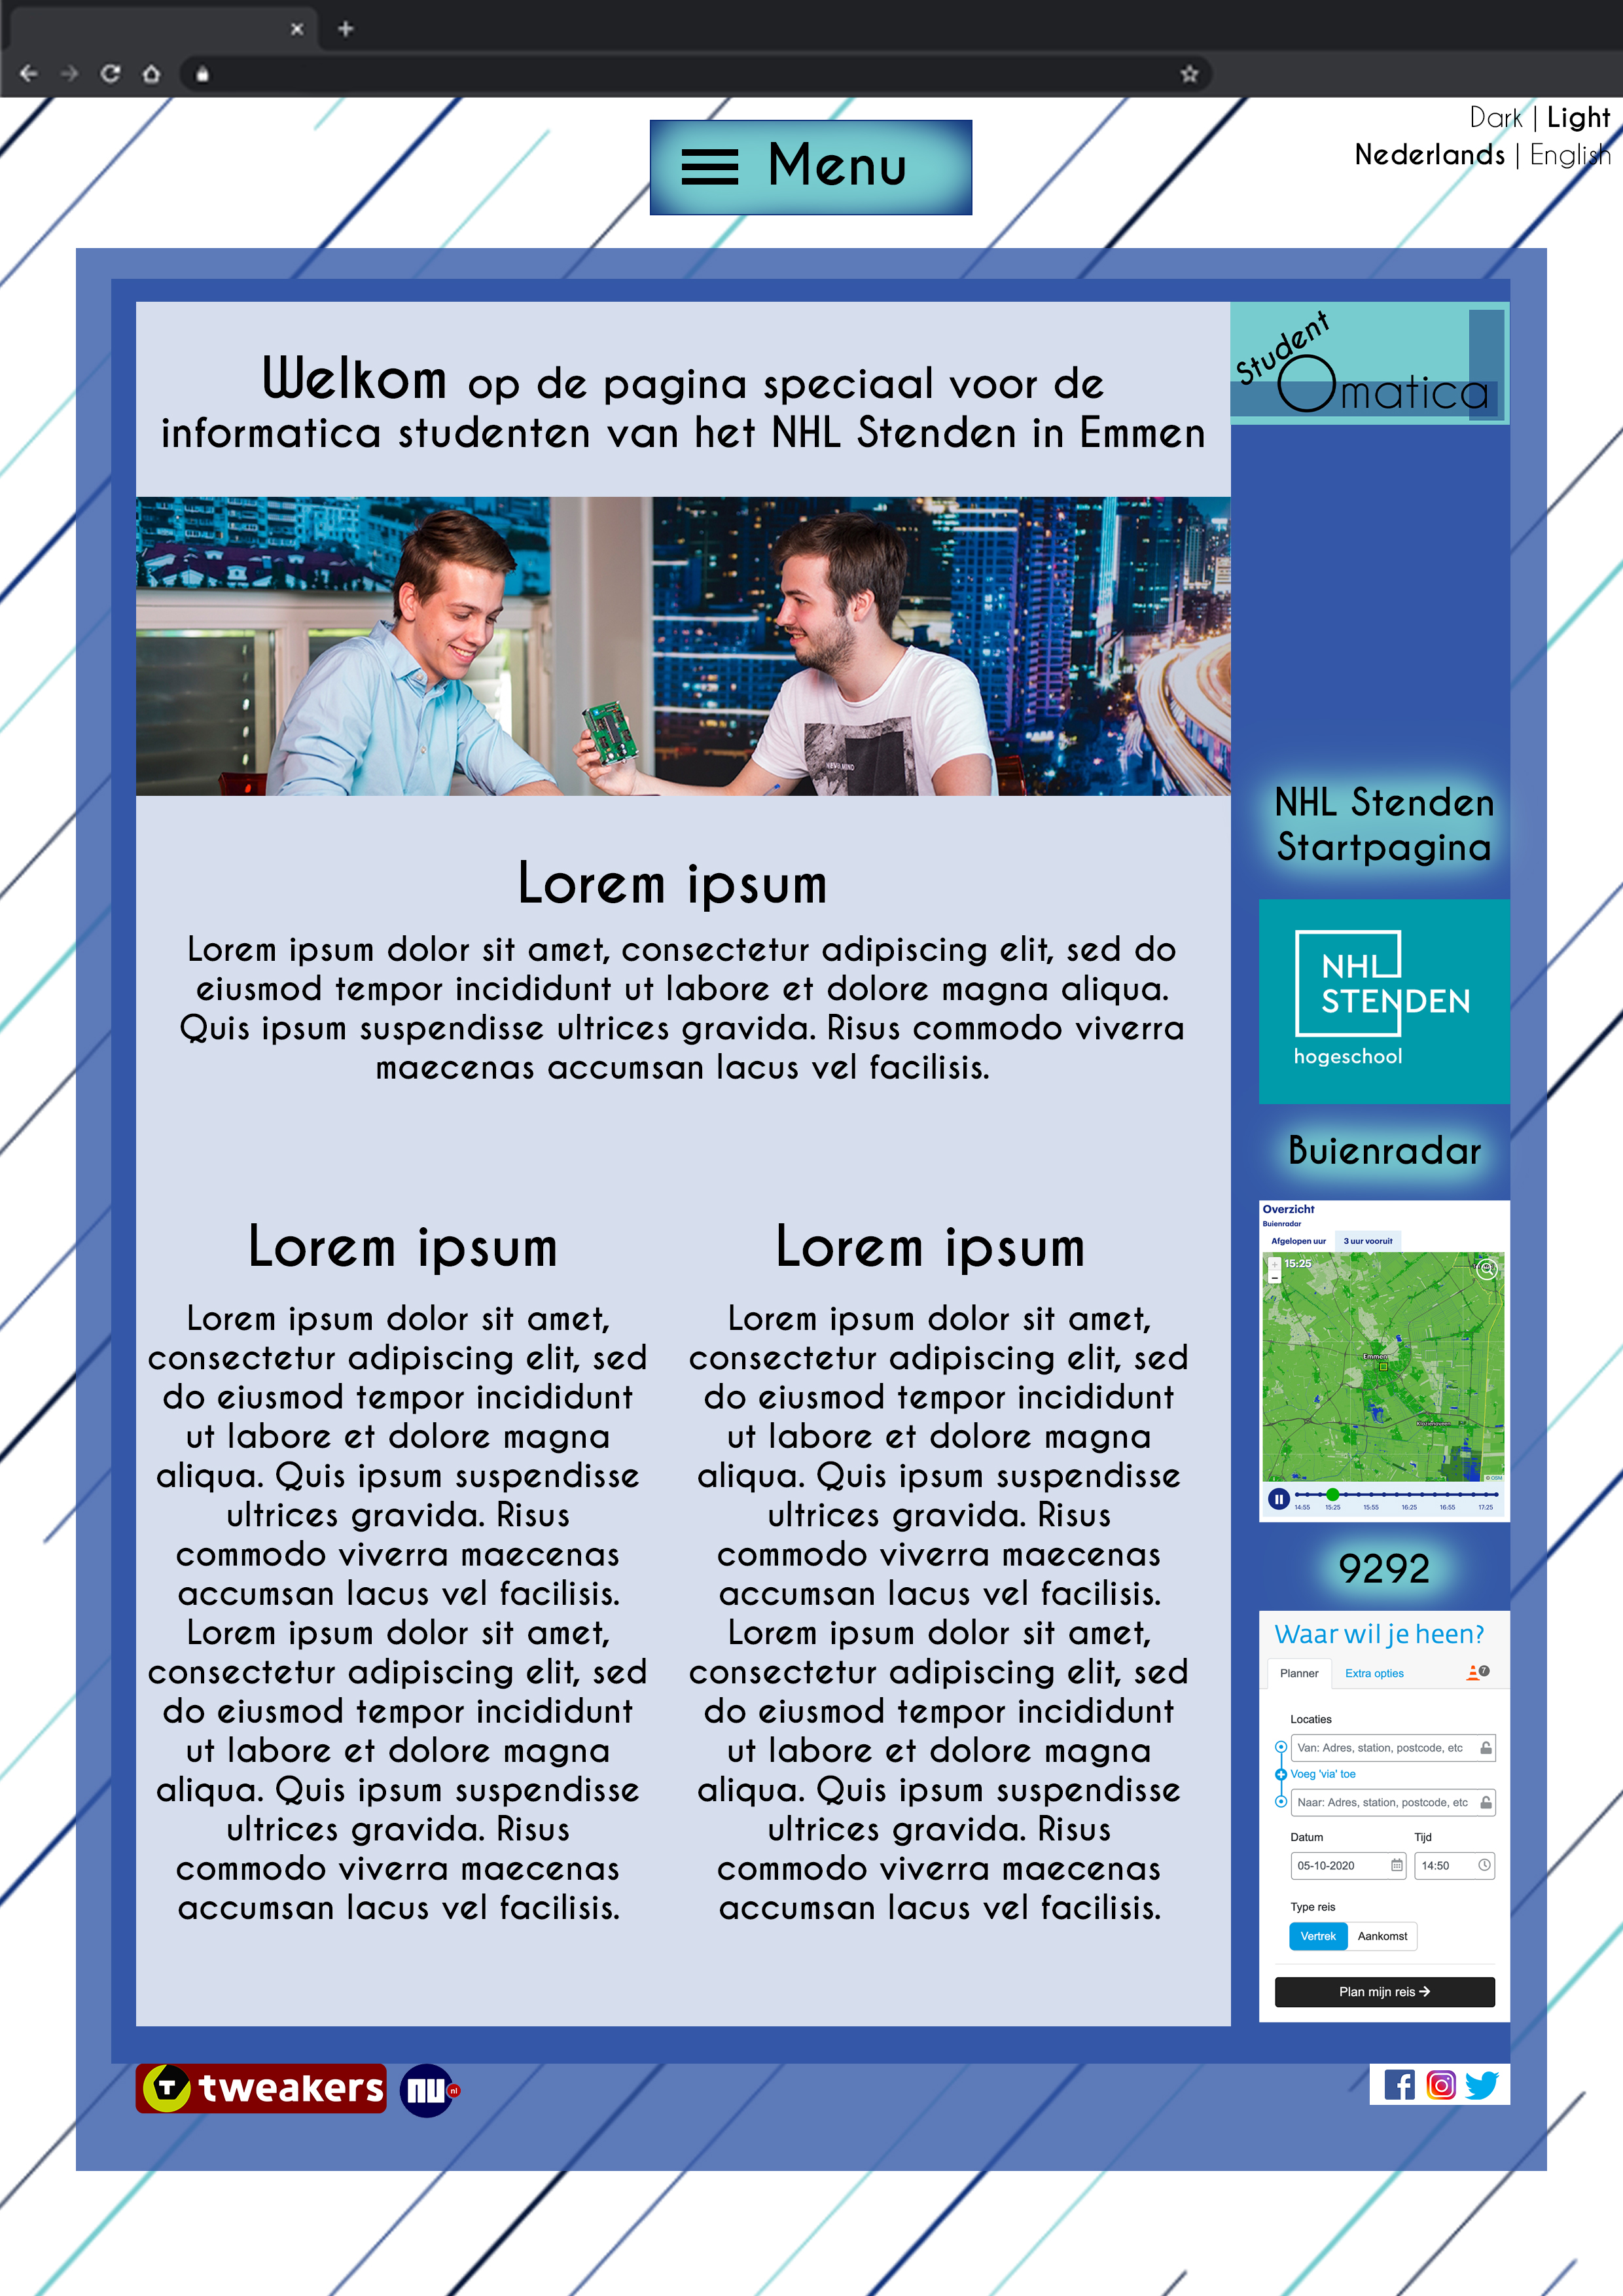 Dark | Light
Nederlands | English
Menu
Welkom op de pagina speciaal voor de
informatica studenten van het NHL Stenden in Emmen
Student
Omatica
Lorem ipsum
Lorem ipsum dolor sit amet, consectetur adipiscing elit, sed do
eiusmod tempor incididunt ut labore et dolore magna aliqua.
Quis ipsum suspendisse ultrices gravida. Risus commodo viverra
maecenas accumsan lacus vel facilisis.
Lorem ipsum
Lorem ipsum dolor sit amet,
consectetur adipiscing elit, sed
do eiusmod tempor incididunt
ut labore et dolore magna
aliqua. Quis ipsum suspendisse
ultrices gravida. Risus
commodo viverra maecenas
accumsan lacus vel facilisis.
Lorem ipsum dolor sit amet,
consectetur adipiscing elit, sed
do eiusmod tempor incididunt
ut labore et dolore magna
aliqua. Quis ipsum suspendisse
ultrices gravida. Risus
commodo viverra maecenas
accumsan lacus vel facilisis.
Lorem ipsum
Lorem ipsum dolor sit amet,
consectetur adipiscing elit, sed
do eiusmod tempor incididunt
ut labore et dolore magna
aliqua. Quis ipsum suspendisse
ultrices gravida. Risus
commodo viverra maecenas
accumsan lacus vel facilisis.
Lorem ipsum dolor sit amet,
consectetur adipiscing elit, sed
do eiusmod tempor incididunt
ut labore et dolore magna
aliqua. Quis ipsum suspendisse
ultrices gravida. Risus
commodo viverra maecenas
accumsan lacus vel facilisis.
NHL Stenden
Startpagina
NHL
STENDEN
hogeschool
Buienradar
Overzicht
Buienradar
Afgelopen uur 3 uur vooruit
15:25
Emmen
© OSM
14:55 15:25 15:55 16:25 16:55 17:25
9292
Waar wil je heen?
Planner Extra opties 7
Locaties
Van: Adres, station, postcode, etc
Voeg 'via' toe
Naar: Adres, station, postcode, etc
Datum Tijd
05-10-2020 14:50
Type reis
Vertrek Aankomst
Plan mijn reis →
T tweakers
NU nl